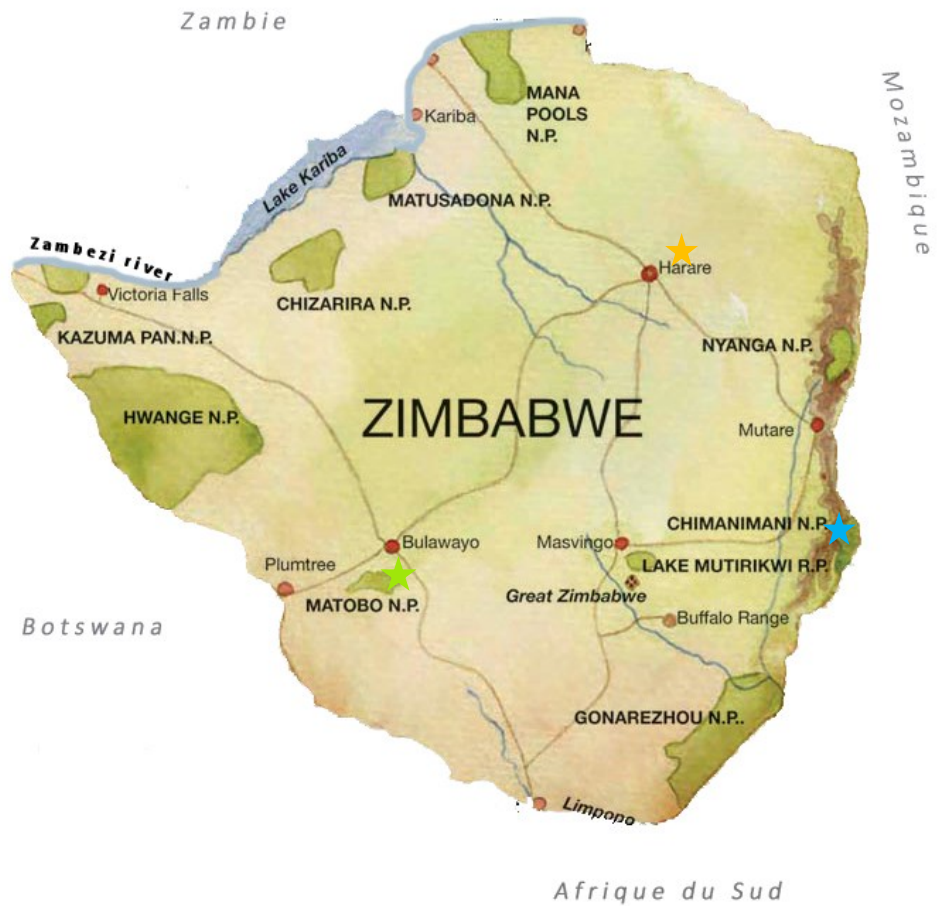 Zambie
Mozambique
MANA
POOLS
N.P.
Kariba
Lake Kariba
MATUSADONA N.P.
Zambezi river
Victoria Falls
CHIZARIRA N.P.
Harare
KAZUMA PAN.N.P.
NYANGA N.P.
HWANGE N.P.
ZIMBABWE
Mutare
CHIMANIMANI N.P.
Bulawayo
Masvingo
Plumtree
LAKE MUTIRIKWI R.P.
MATOBO N.P.
Great Zimbabwe
Buffalo Range
Botswana
GONAREZHOU N.P..
Limpopo
Afrique du Sud